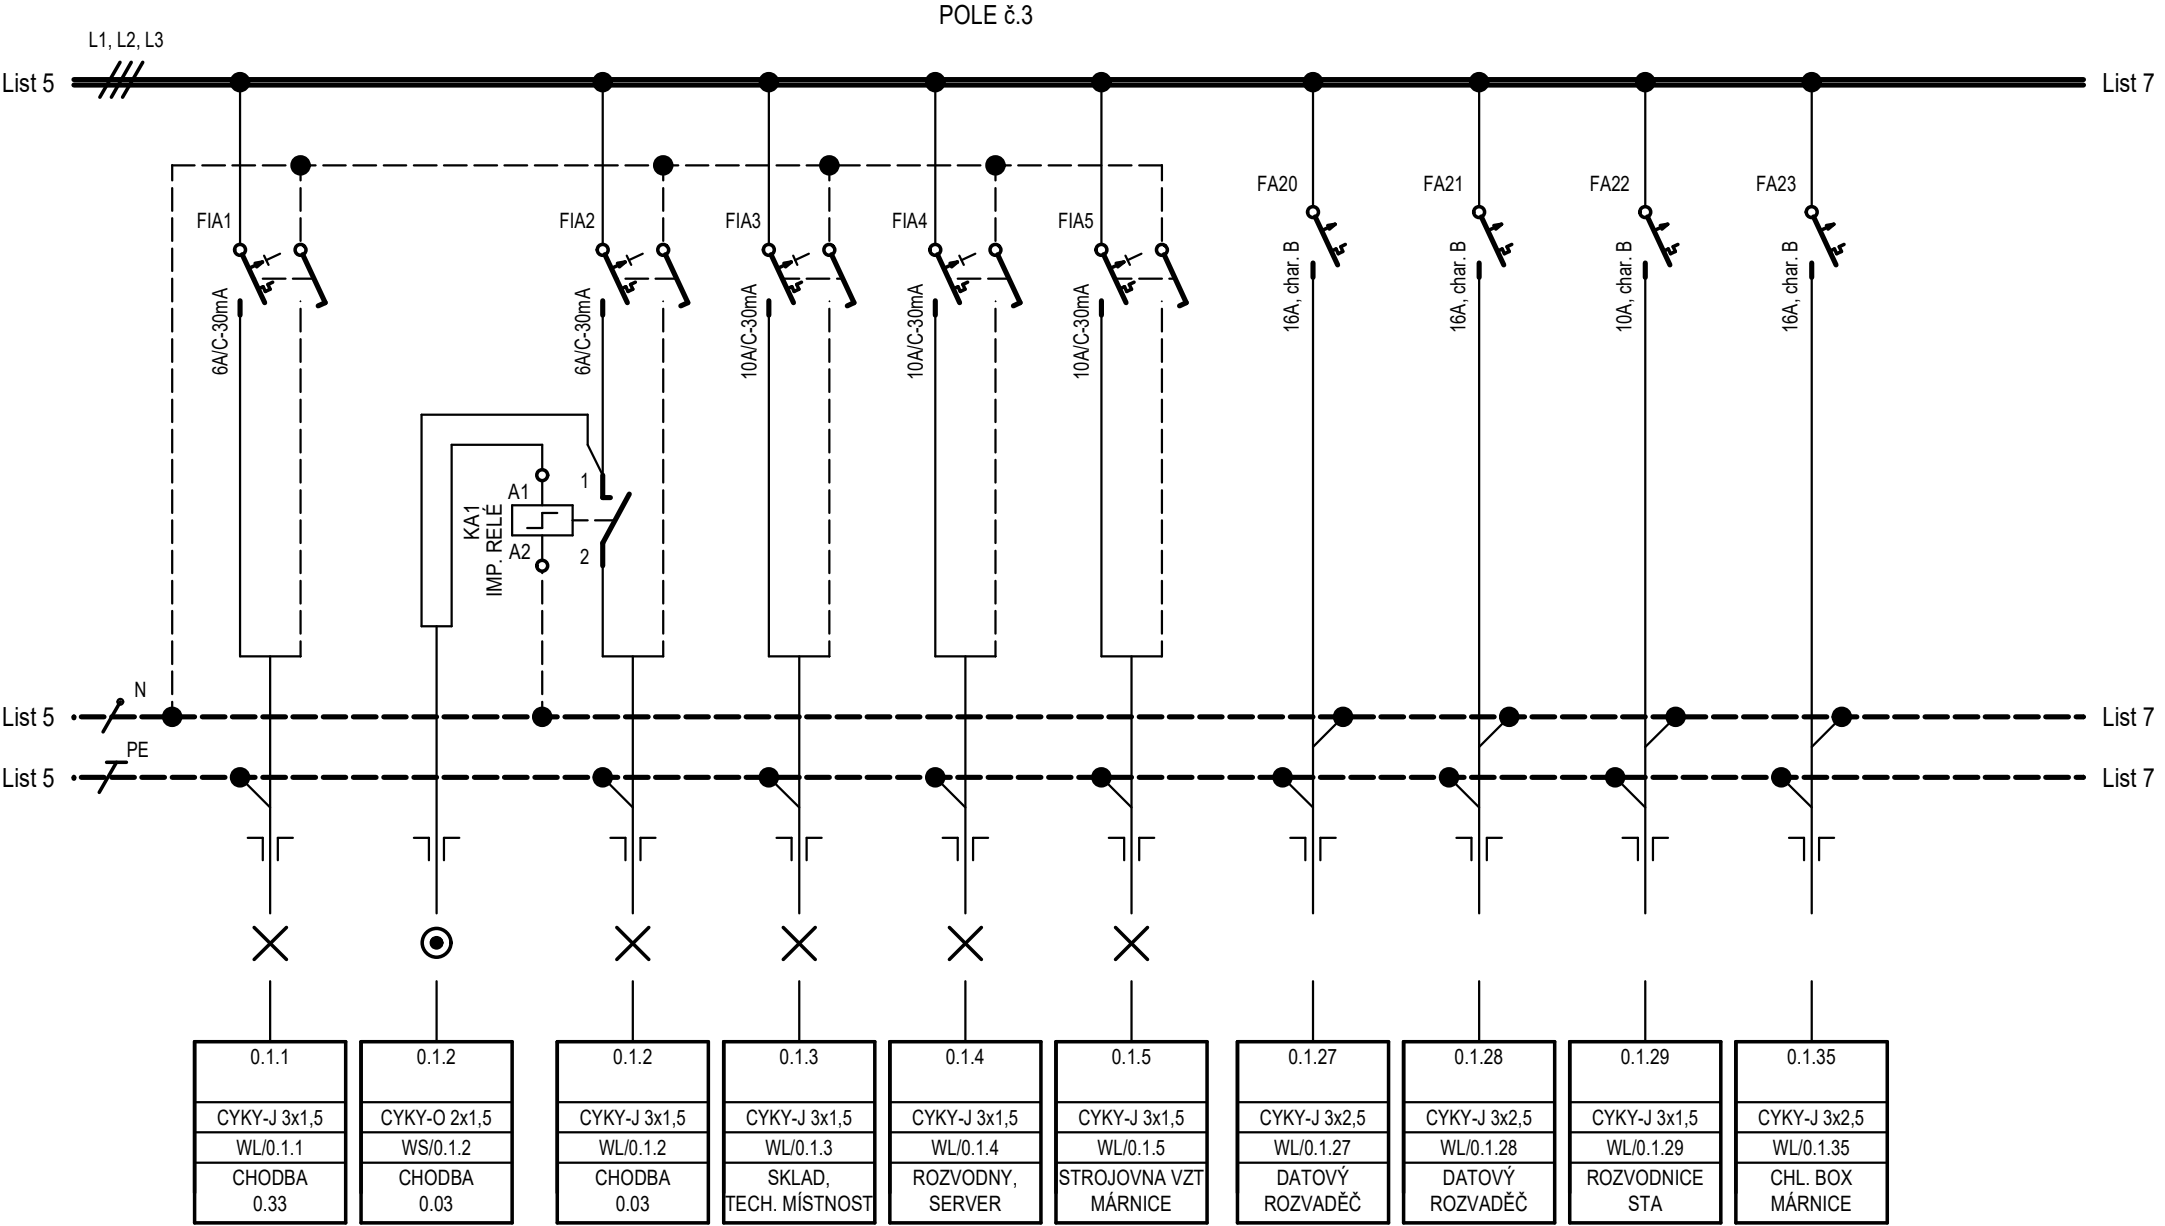 POLE č.3
L1, L2, L3
List 5
List 7
FIA1
FIA2
FIA3
FIA4
FIA5
FA20
FA21
FA22
FA23
6A/C-30mA
6A/C-30mA
10A/C-30mA
10A/C-30mA
10A/C-30mA
16A, char. B
16A, char. B
10A, char. B
16A, char. B
KA1
IMP. RELÉ
A1
A2
1
2
N
List 5
List 7
PE
List 5
List 7
0.1.1
CYKY-J 3x1,5
WL/0.1.1
CHODBA
0.33
0.1.2
CYKY-O 2x1,5
WS/0.1.2
CHODBA
0.03
0.1.2
CYKY-J 3x1,5
WL/0.1.2
CHODBA
0.03
0.1.3
CYKY-J 3x1,5
WL/0.1.3
SKLAD,
TECH. MÍSTNOST
0.1.4
CYKY-J 3x1,5
WL/0.1.4
ROZVODNY,
SERVER
0.1.5
CYKY-J 3x1,5
WL/0.1.5
STROJOVNA VZT
MÁRNICE
0.1.27
CYKY-J 3x2,5
WL/0.1.27
DATOVÝ
ROZVADĚČ
0.1.28
CYKY-J 3x2,5
WL/0.1.28
DATOVÝ
ROZVADĚČ
0.1.29
CYKY-J 3x1,5
WL/0.1.29
ROZVODNICE
STA
0.1.35
CYKY-J 3x2,5
WL/0.1.35
CHL. BOX
MÁRNICE